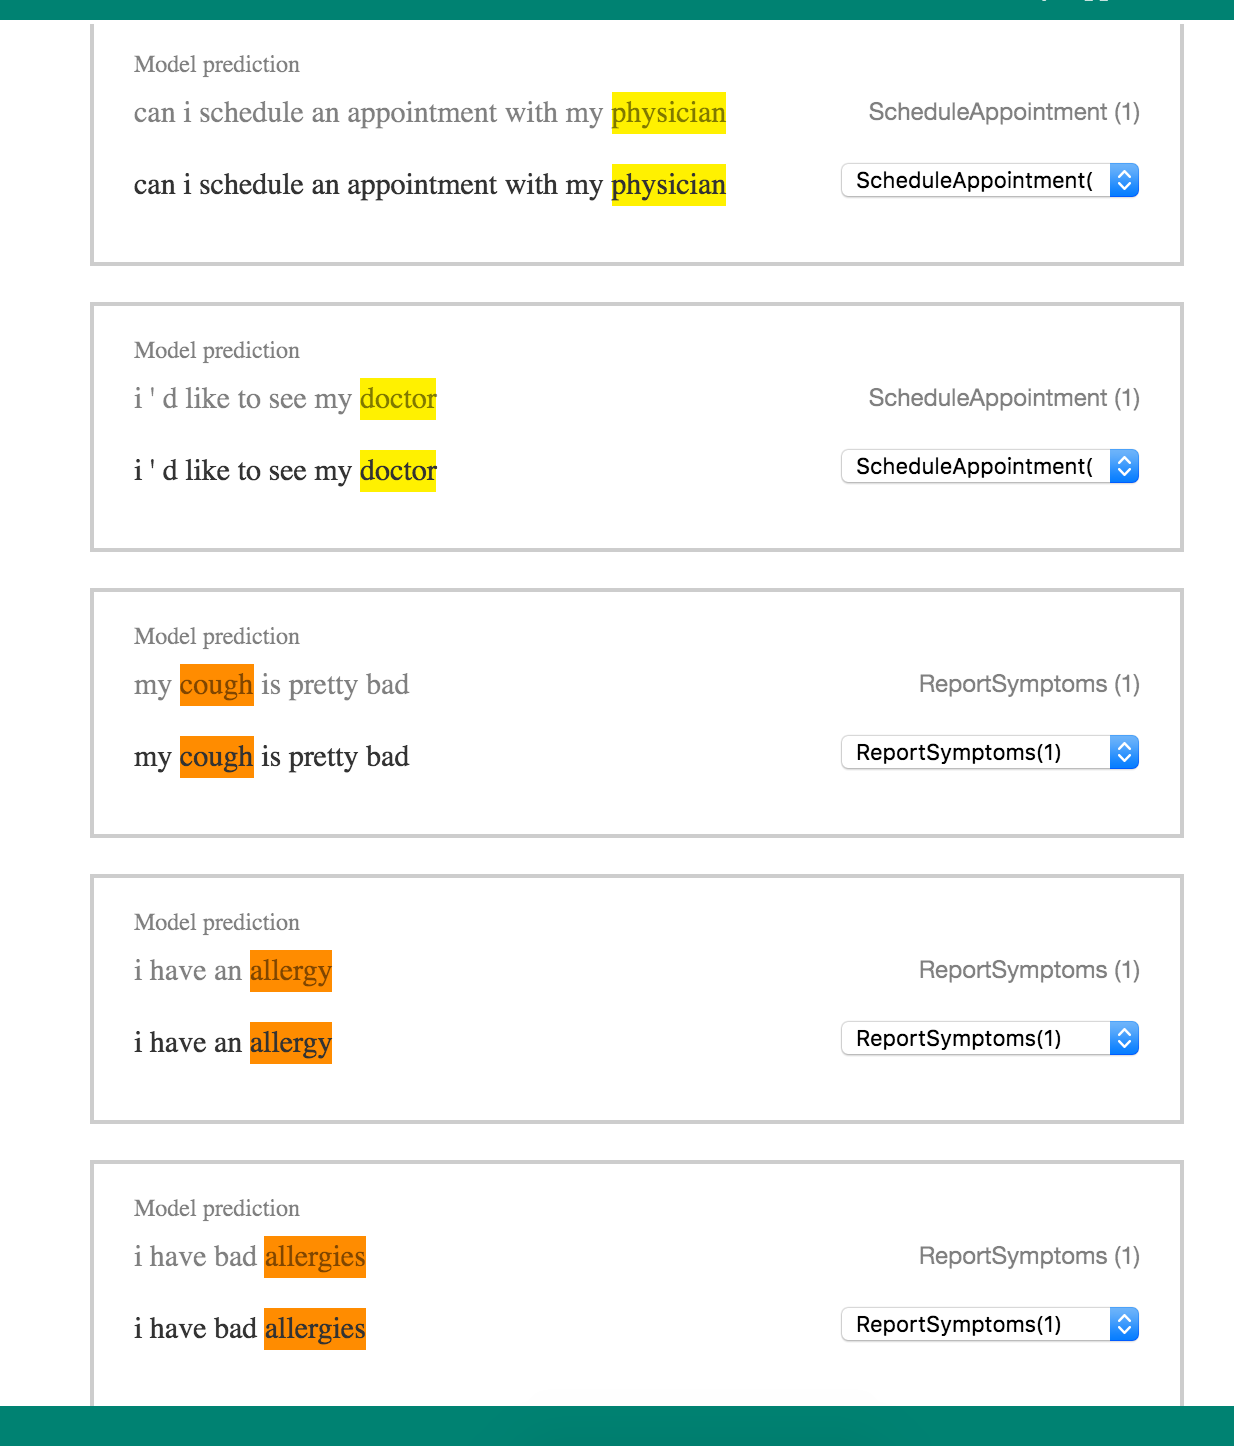 Model prediction
can i schedule an appointment with my physician ScheduleAppointment (1)
can i schedule an appointment with my physician ScheduleAppointment(
Model prediction
i ' d like to see my doctor ScheduleAppointment (1)
i ' d like to see my doctor ScheduleAppointment(
Model prediction
my cough is pretty bad ReportSymptoms (1)
my cough is pretty bad ReportSymptoms(1)
Model prediction
i have an allergy ReportSymptoms (1)
i have an allergy ReportSymptoms(1)
Model prediction
i have bad allergies ReportSymptoms (1)
i have bad allergies ReportSymptoms(1)